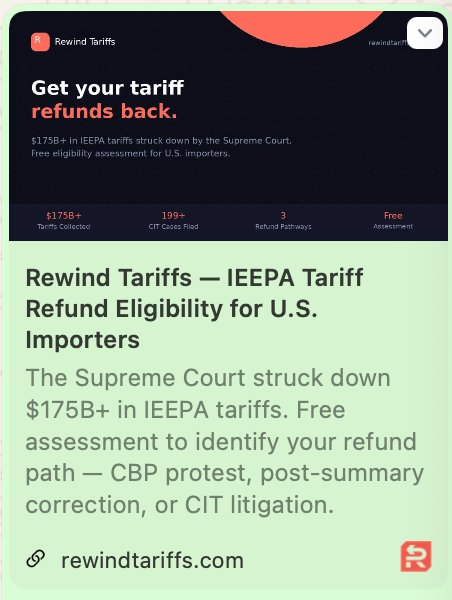 R
Rewind Tariffs
rewindtariffs
Get your tariff
refunds back.
$175B+ in IEEPA tariffs struck down by the Supreme Court.
Free eligibility assessment for U.S. importers.
$175B+
Tariffs Collected
199+
CIT Cases Filed
3
Refund Pathways
Free
Assessment
Rewind Tariffs — IEEPA Tariff
Refund Eligibility for U.S.
Importers
The Supreme Court struck down
$175B+ in IEEPA tariffs. Free
assessment to identify your refund
path — CBP protest, post-summary
correction, or CIT litigation.
rewindtariffs.com